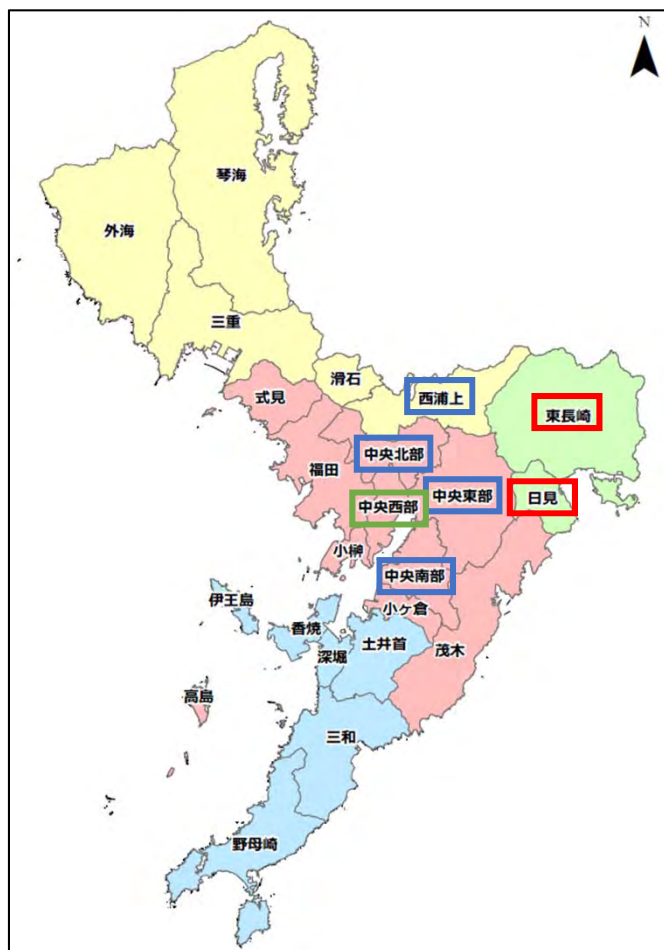 N
琴海
外海
三重
滑石
西浦上
式見
東長崎
中央北部
福田
中央東部
日見
中央西部
小榊
中央南部
伊王島
小ヶ倉
香焼
土井首
深堀
茂木
高島
三和
野母崎